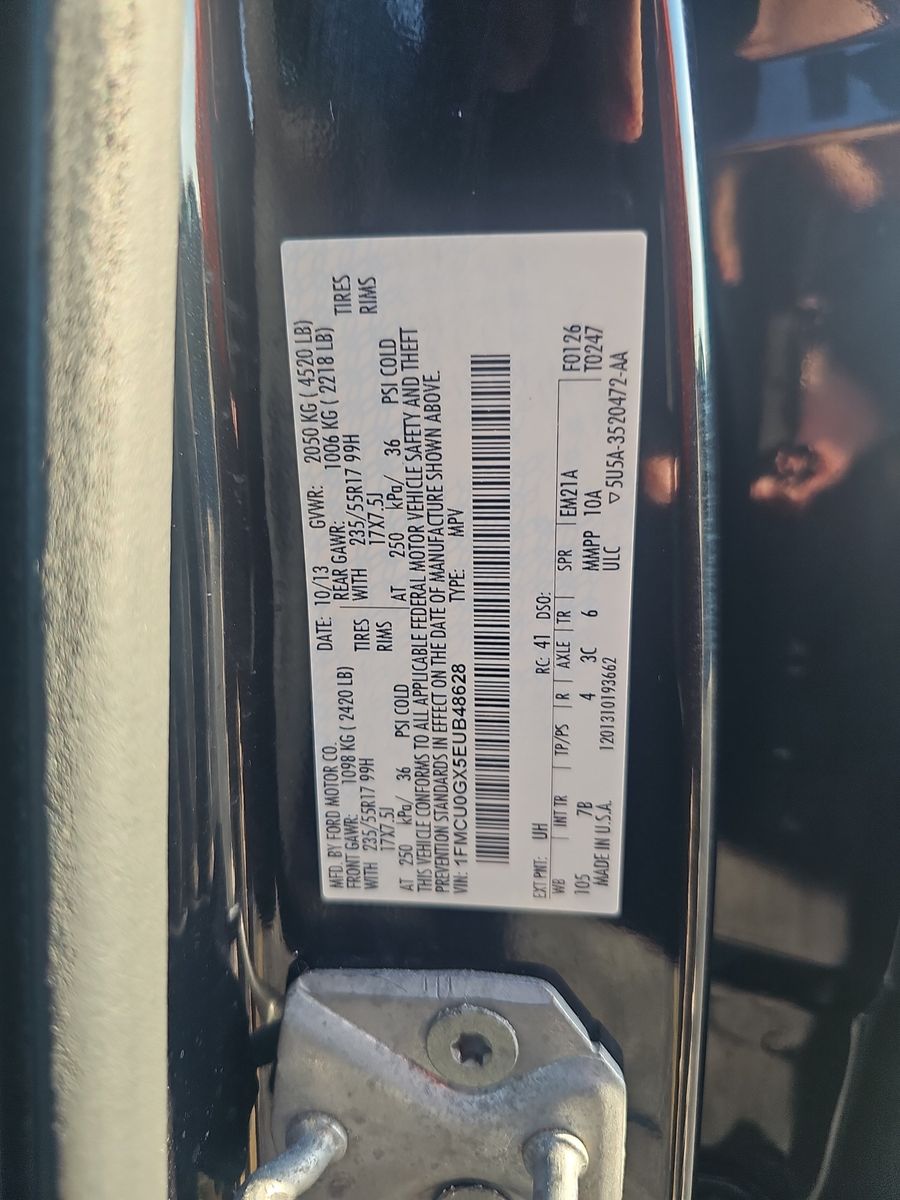 MFD. BY FORD MOTOR CO. DATE: 10/13 GVWR: 2050 KG ( 4520 LB)
FRONT GAWR: 1098 KG ( 2420 LB) REAR GAWR: 1006 KG ( 2218 LB)
WITH 235/55R17 99H TIRES WITH 235/55R17 99H TIRES
17X7.5J RIMS 17X7.5J RIMS
AT 250 kPa/ 36 PSI COLD AT 250 kPa/ 36 PSI COLD
THIS VEHICLE CONFORMS TO ALL APPLICABLE FEDERAL MOTOR VEHICLE SAFETY AND THEFT
PREVENTION STANDARDS IN EFFECT ON THE DATE OF MANUFACTURE SHOWN ABOVE.
VIN: 1FMCU0GX5EUB48628 TYPE: MPV
EXT PNT: UH RC: 41 DSO:
WB INT TR TP/PS R AXLE TR SPR EM21A F0126
105 7B 4 3C 6 MMPP 10A T0247
MADE IN U.S.A. 1201310193662 ULC ▽5U5A-3520472-AA